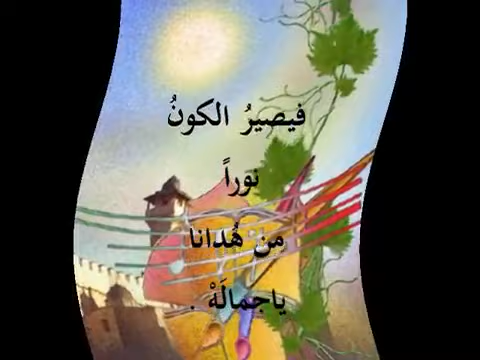 فيصيرُ الكونُ
نوراً
من هُدانا
ياجمالَهْ .